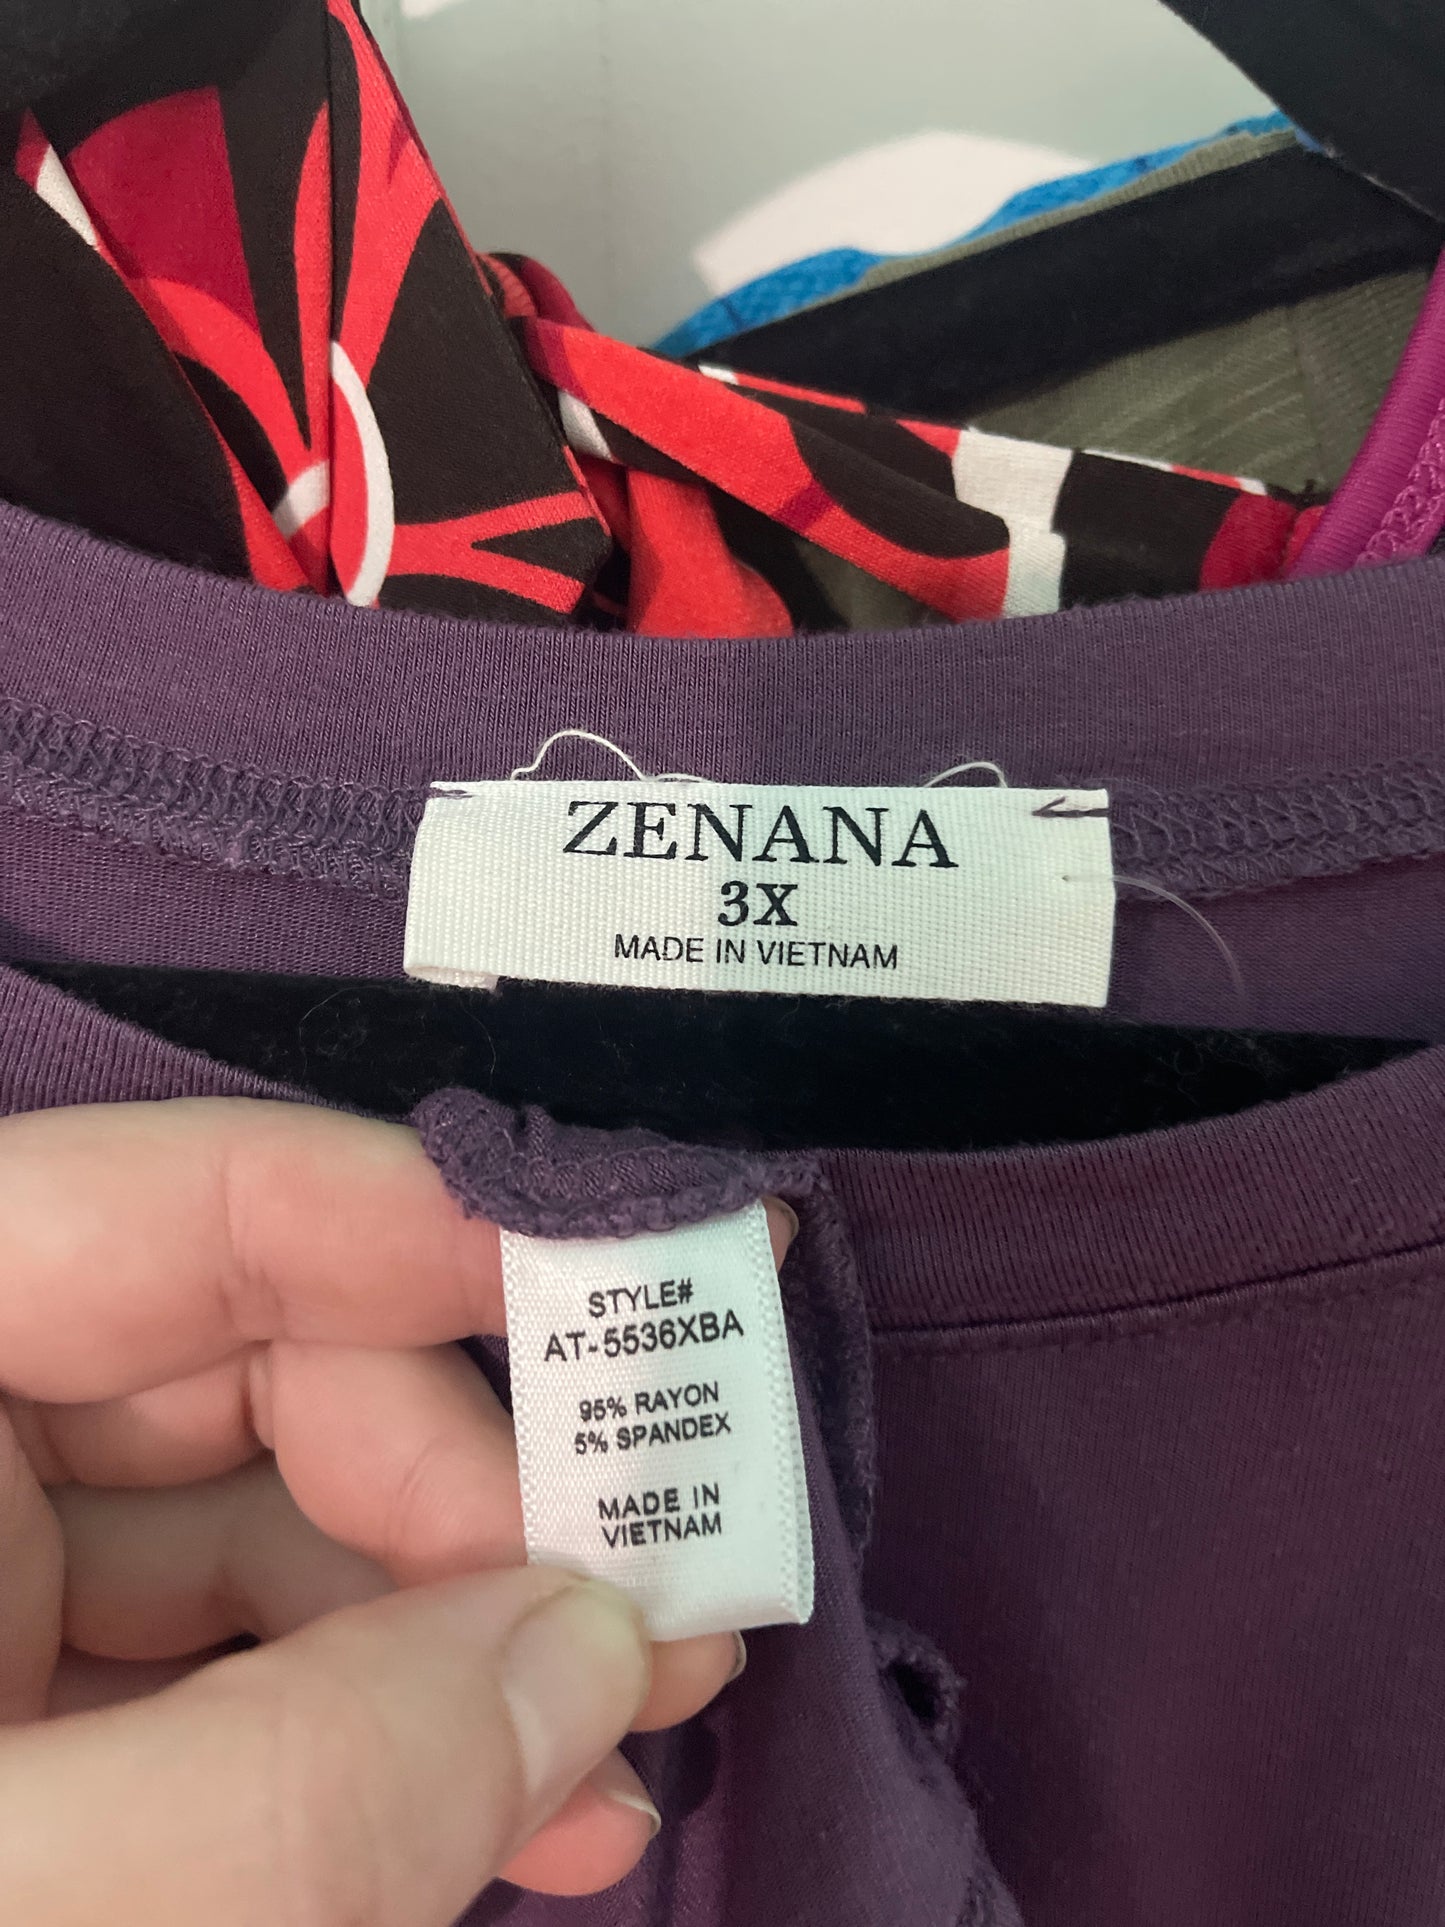 ZENANA
3X
MADE IN VIETNAM
STYLE#
AT-5536XBA
95% RAYON
5% SPANDEX
MADE IN
VIETNAM